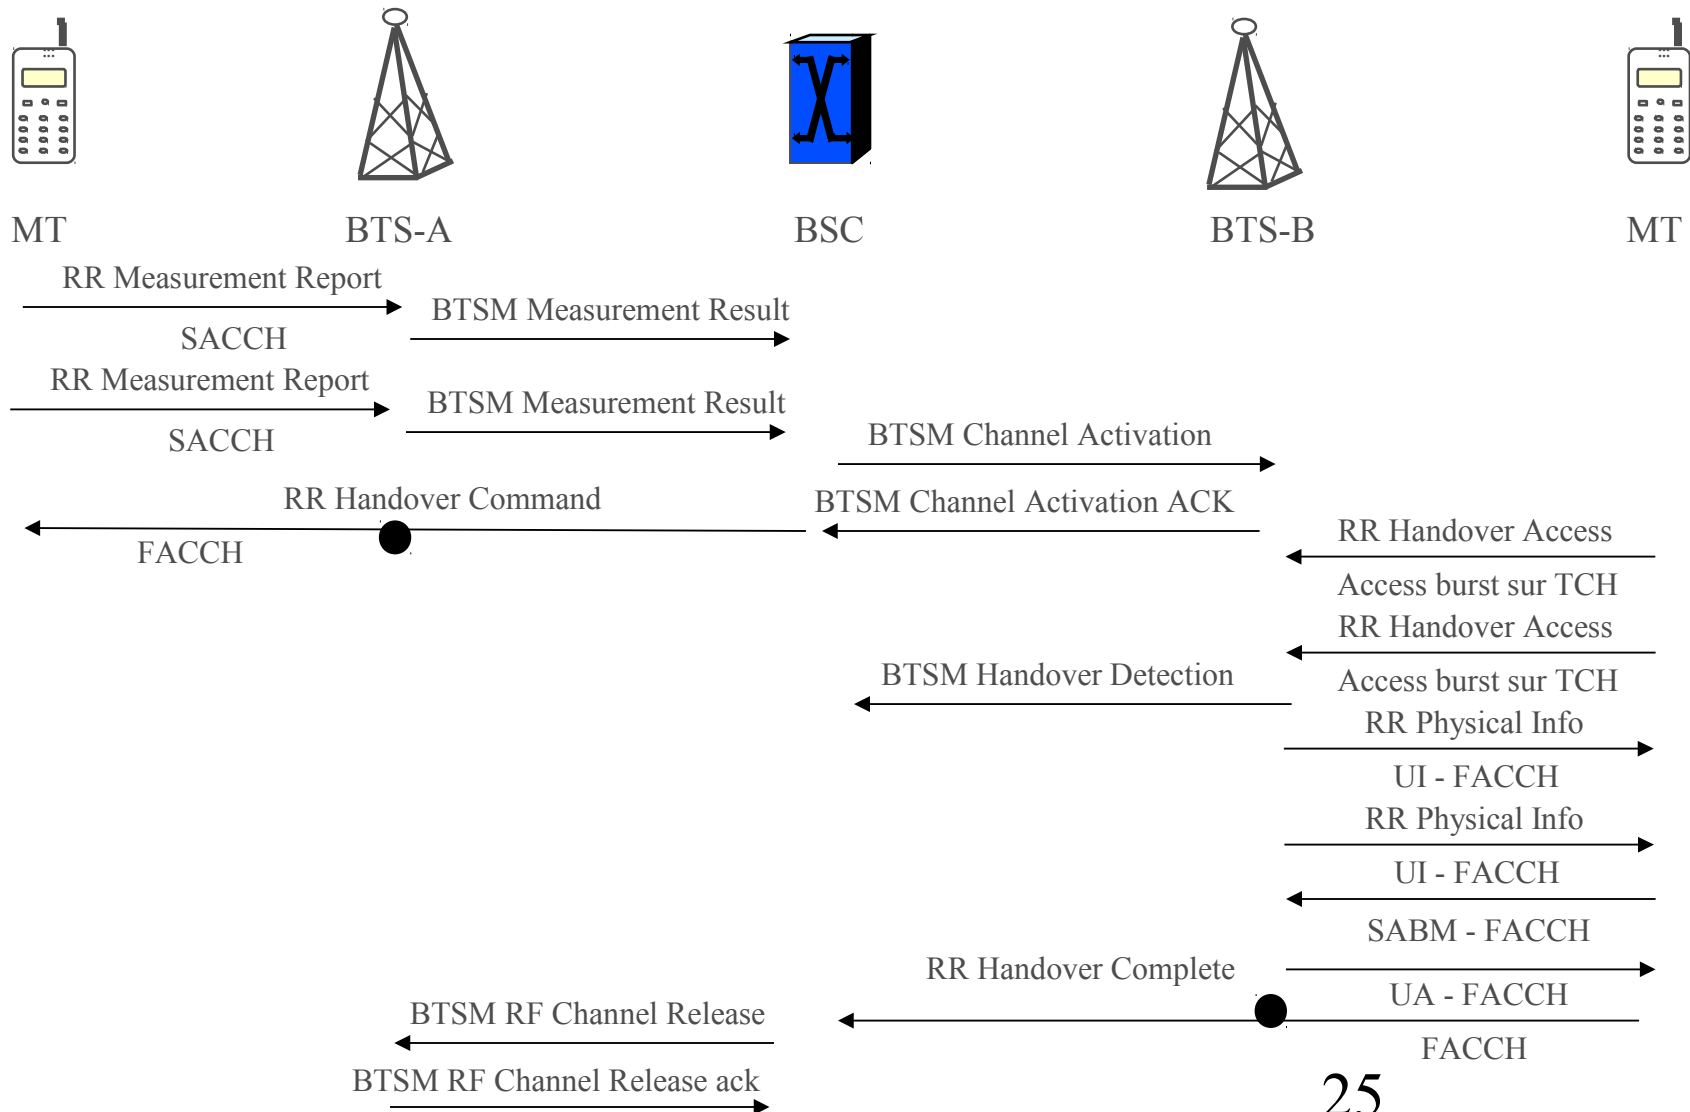 MT
BTS-A
BSC
BTS-B
MT
RR Measurement Report
BTSM Measurement Result
SACCH
RR Measurement Report
BTSM Measurement Result
SACCH
BTSM Channel Activation
RR Handover Command
BTSM Channel Activation ACK
FACCH
RR Handover Access
Access burst sur TCH
RR Handover Access
BTSM Handover Detection
Access burst sur TCH
RR Physical Info
UI - FACCH
RR Physical Info
UI - FACCH
SABM - FACCH
RR Handover Complete
UA - FACCH
BTSM RF Channel Release
FACCH
BTSM RF Channel Release ack
25